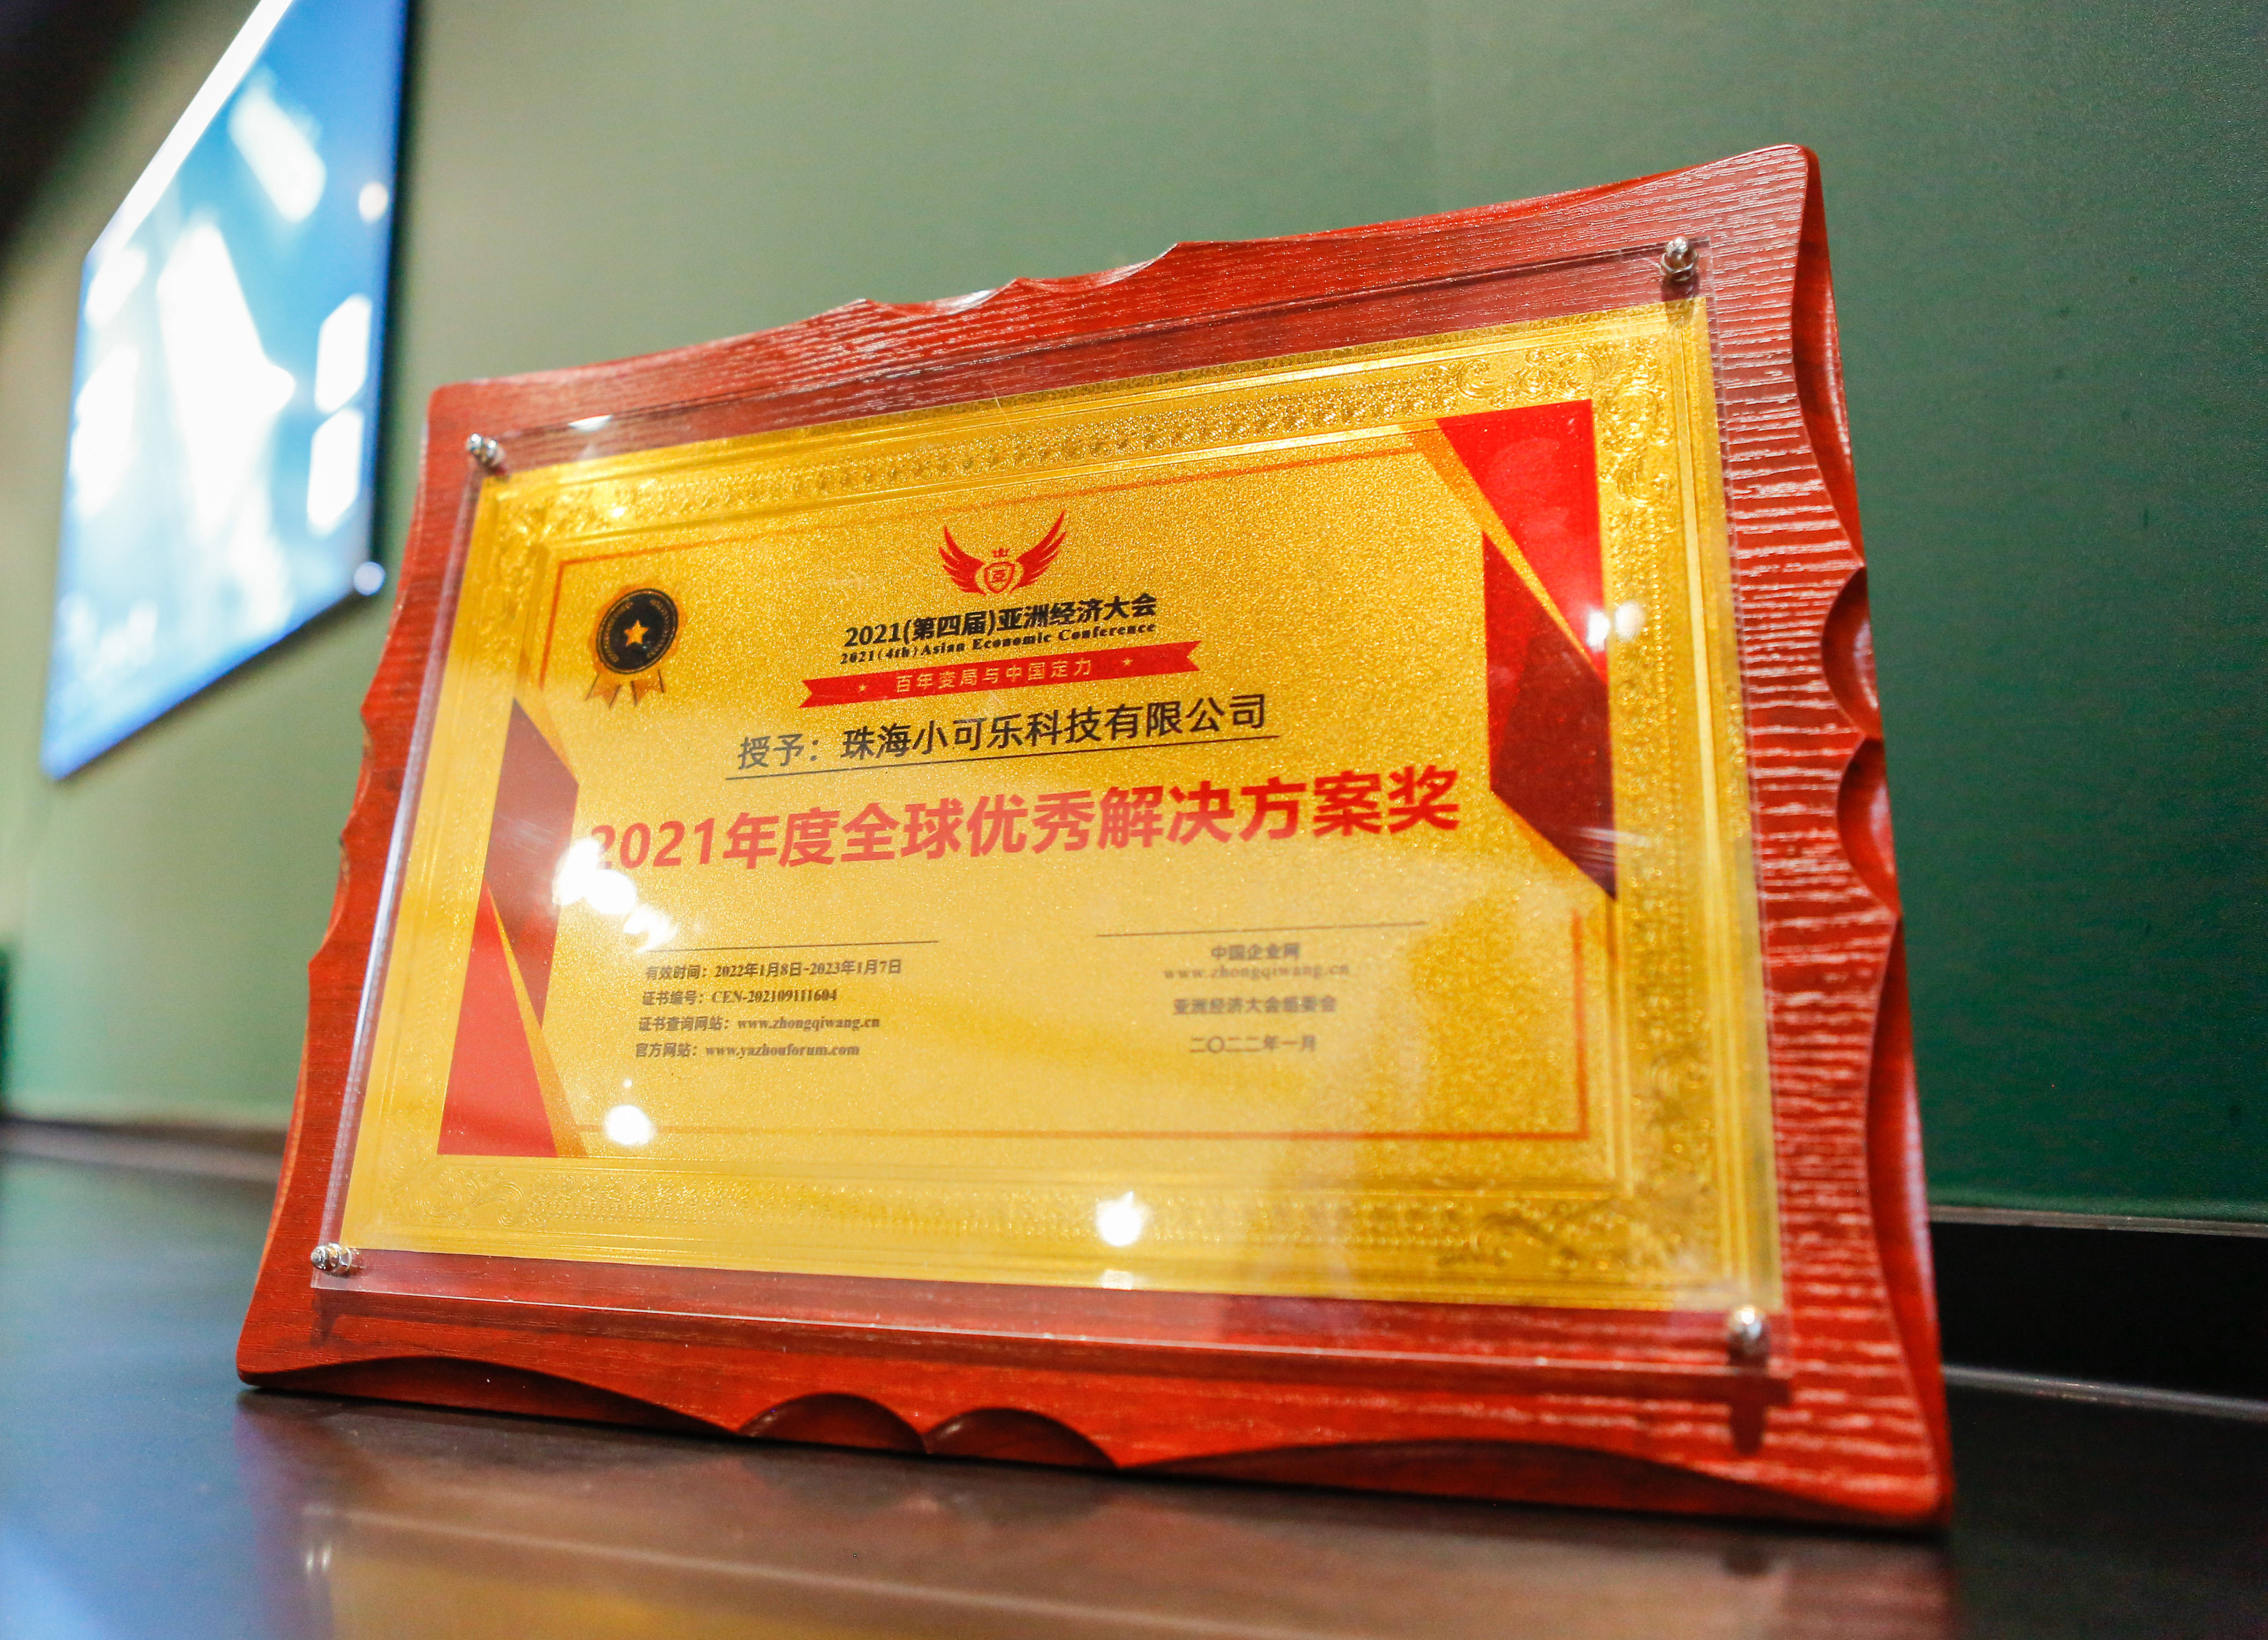 2021(第四届)亚洲经济大会
2021(4th) Asian Economic Conference
百年变局与中国定力
授予：珠海小可乐科技有限公司
2021年度全球优秀解决方案奖
有效时间：2022年1月8日-2023年1月7日
证书编号：CEN-202109111604
证书查询网站：www.zhongqiwang.cn
官方网站：www.yazhouforum.com
中国企业网
www.zhongqiwang.cn
亚洲经济大会组委会
二〇二二年一月